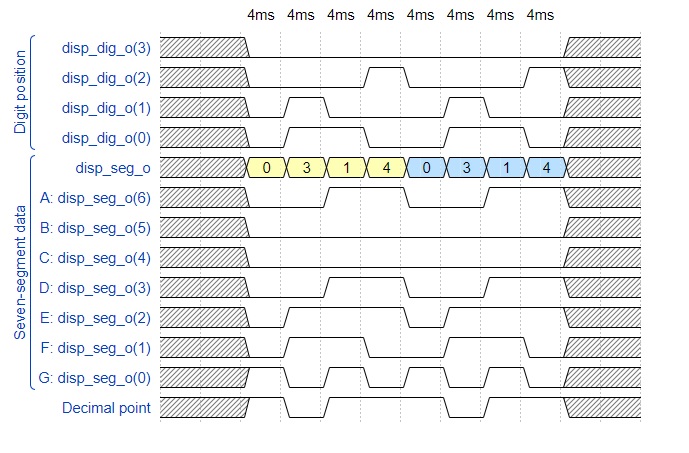 4ms 4ms 4ms 4ms 4ms 4ms 4ms 4ms
Digit position
disp_dig_o(3)
disp_dig_o(2)
disp_dig_o(1)
disp_dig_o(0)
Seven-segment data
disp_seg_o 0 3 1 4 0 3 1 4
A: disp_seg_o(6)
B: disp_seg_o(5)
C: disp_seg_o(4)
D: disp_seg_o(3)
E: disp_seg_o(2)
F: disp_seg_o(1)
G: disp_seg_o(0)
Decimal point